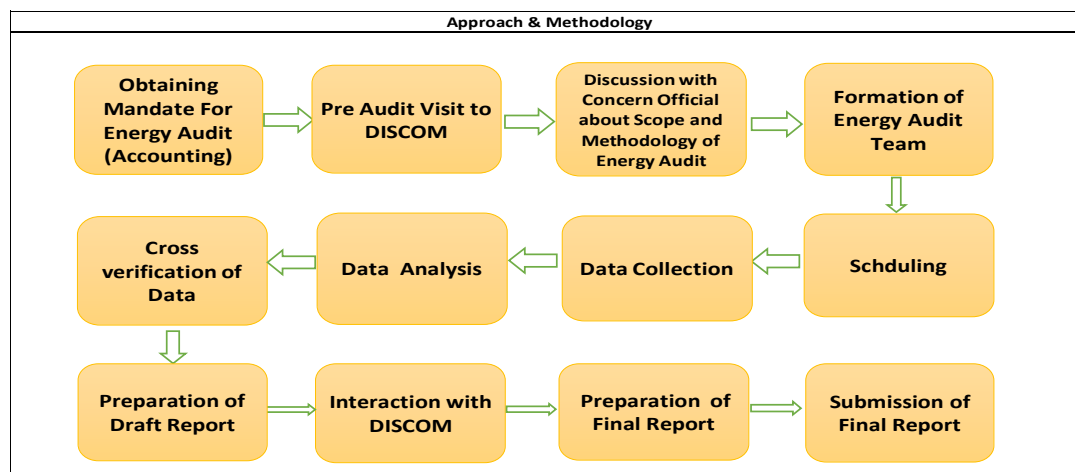 Approach & Methodology
Obtaining
Mandate For
Energy Audit
(Accounting)
Pre Audit Visit to
DISCOM
Discussion with
Concern Official
about Scope and
Methodology of
Energy Audit
Formation of
Energy Audit
Team
Schduling
Data Collection
Data Analysis
Cross
verification of
Data
Preparation of
Draft Report
Interaction with
DISCOM
Preparation of
Final Report
Submission of
Final Report